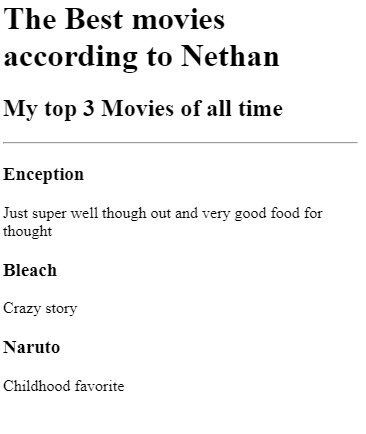 The Best movies
according to Nethan
My top 3 Movies of all time
Enception
Just super well though out and very good food for
thought
Bleach
Crazy story
Naruto
Childhood favorite